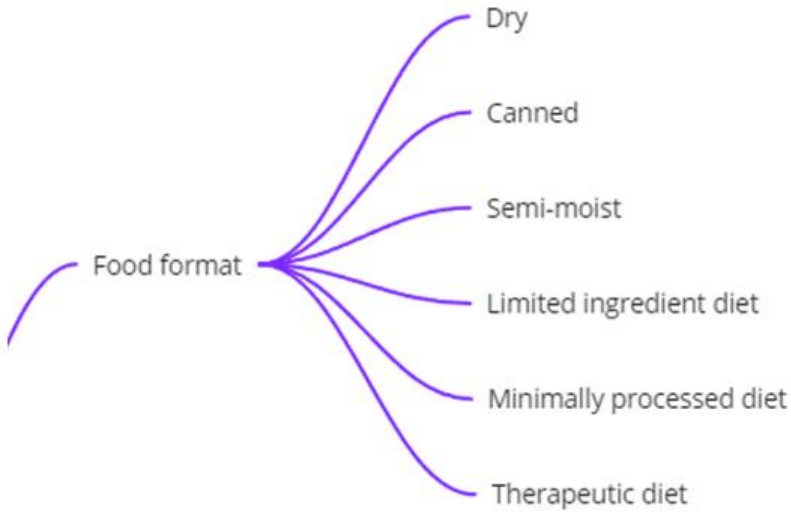 Food format
Dry
Canned
Semi-moist
Limited ingredient diet
Minimally processed diet
Therapeutic diet